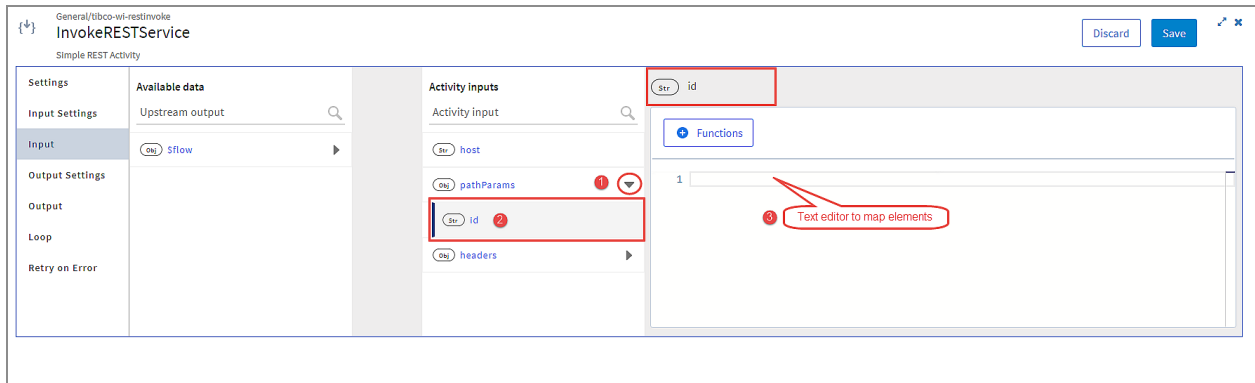 General/tibco-wi-restinvoke
InvokeRESTService
Simple REST Activity
Discard
Save
Settings
Input Settings
Input
Output Settings
Output
Loop
Retry on Error
Available data
Upstream output
Obj $flow
Activity inputs
Activity input
Str host
Obj pathParams 1
Str id 2
Obj headers
Str id
Functions
1
3 Text editor to map elements